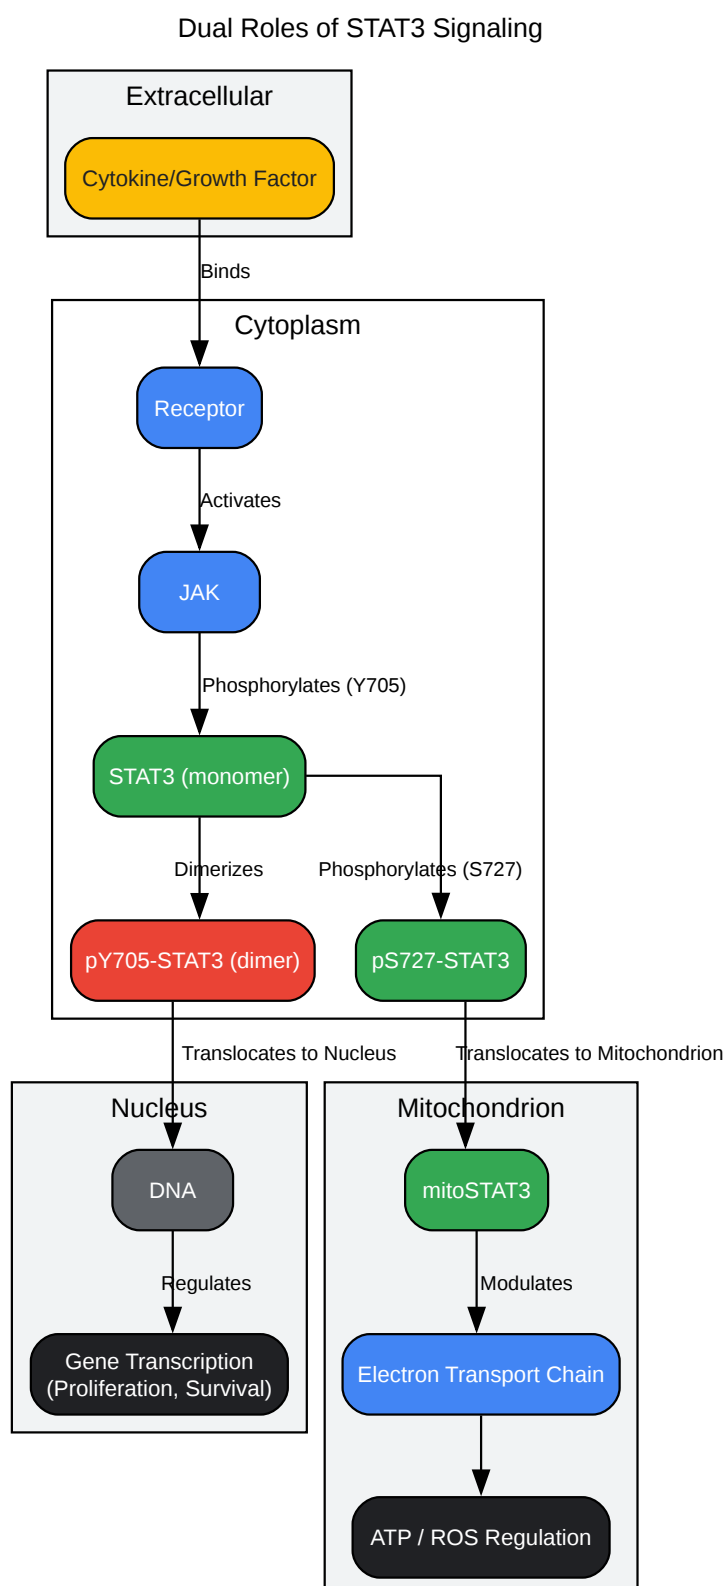 Dual Roles of STAT3 Signaling
Extracellular
Cytokine/Growth Factor
Binds
Cytoplasm
Receptor
Activates
JAK
Phosphorylates (Y705)
STAT3 (monomer)
Dimerizes
Phosphorylates (S727)
pY705-STAT3 (dimer)
pS727-STAT3
Translocates to Nucleus
Translocates to Mitochondrion
Nucleus
Mitochondrion
DNA
mitoSTAT3
Regulates
Modulates
Gene Transcription
(Proliferation, Survival)
Electron Transport Chain
ATP / ROS Regulation